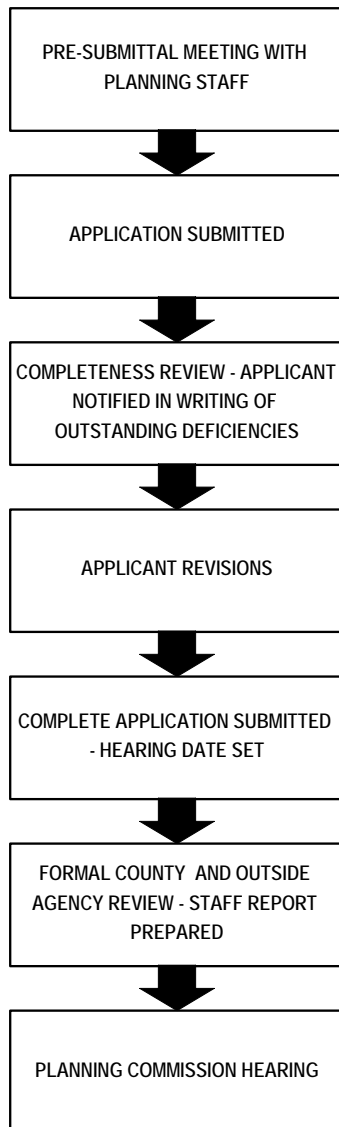 PRE-SUBMITTAL MEETING WITH
PLANNING STAFF
APPLICATION SUBMITTED
COMPLETENESS REVIEW - APPLICANT
NOTIFIED IN WRITING OF
OUTSTANDING DEFICIENCIES
APPLICANT REVISIONS
COMPLETE APPLICATION SUBMITTED
- HEARING DATE SET
FORMAL COUNTY AND OUTSIDE
AGENCY REVIEW - STAFF REPORT
PREPARED
PLANNING COMMISSION HEARING